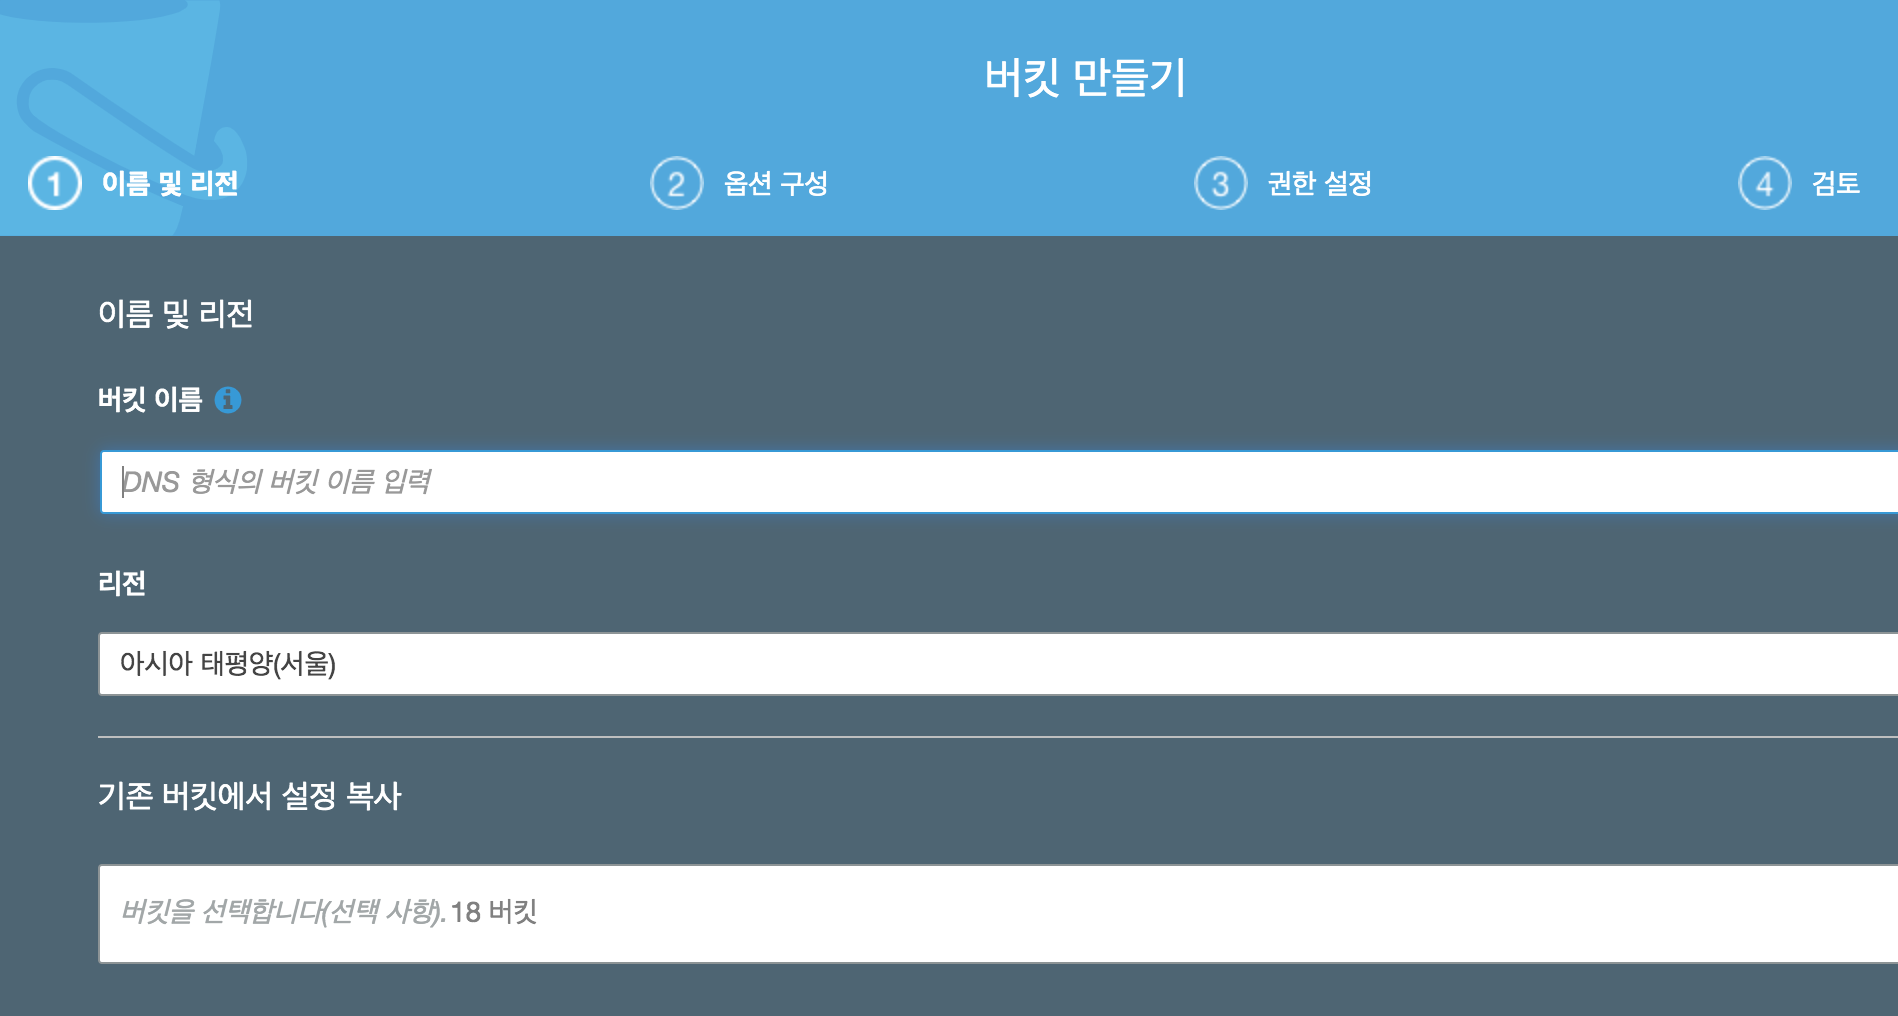 버킷 만들기
1 이름 및 리전
2 옵션 구성
3 권한 설정
4 검토
이름 및 리전
버킷 이름
DNS 형식의 버킷 이름 입력
리전
아시아 태평양(서울)
기존 버킷에서 설정 복사
버킷을 선택합니다(선택 사항). 18 버킷